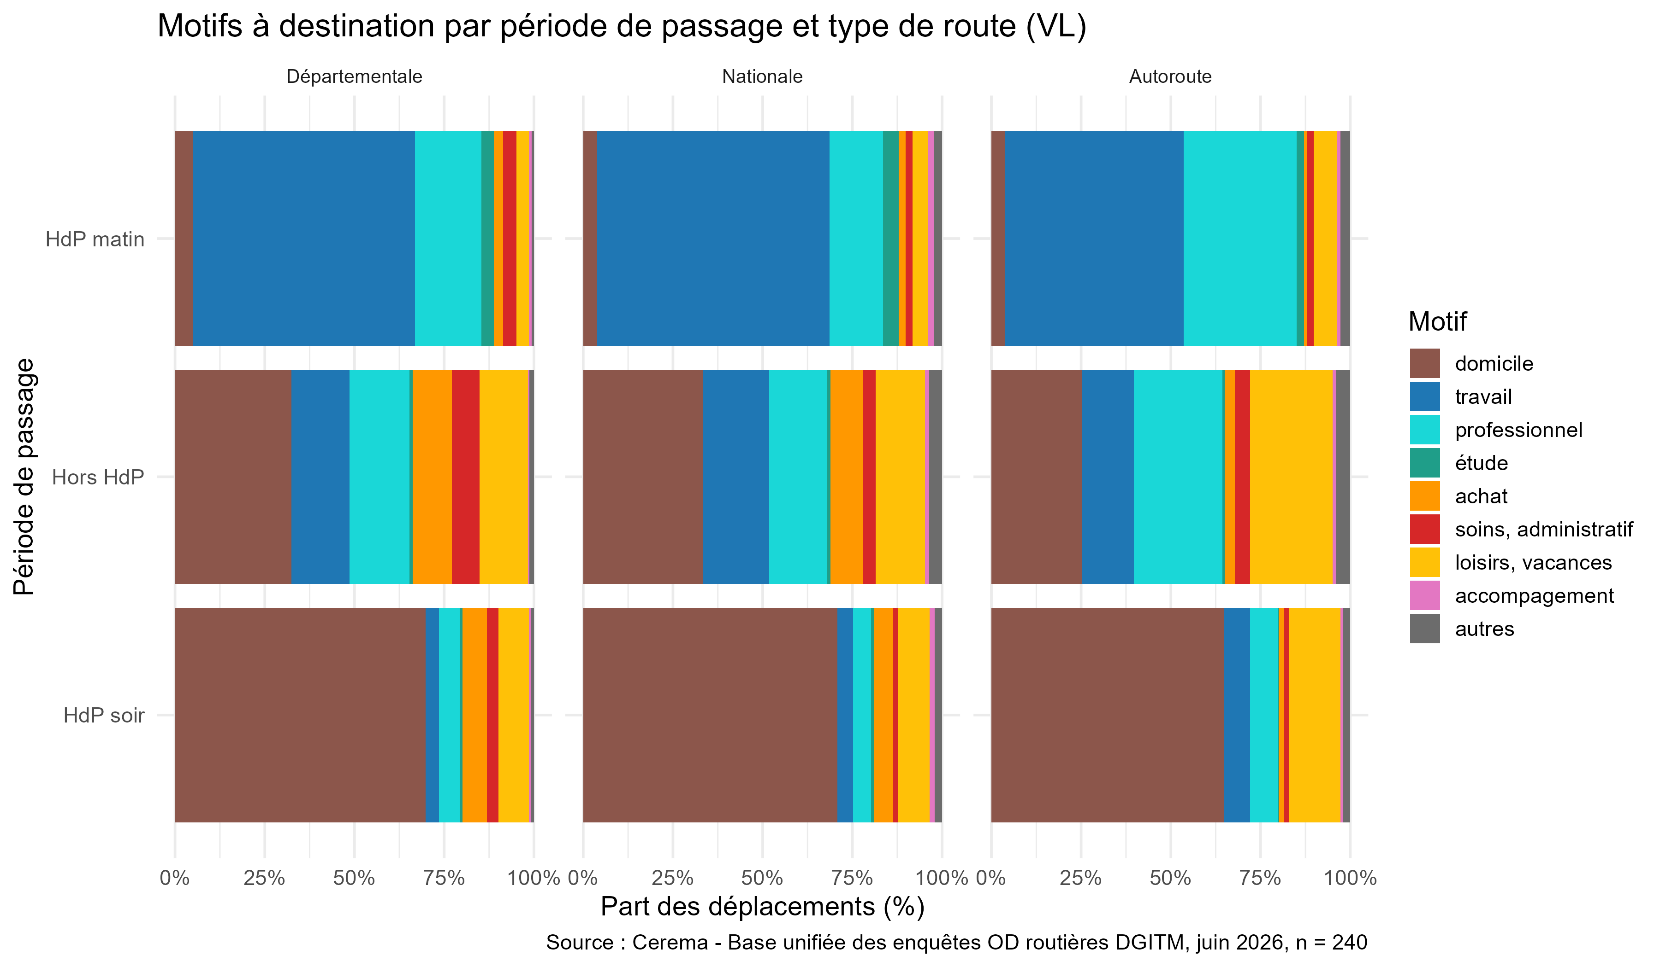 Motifs à destination par période de passage et type de route (VL)
Départementale
Nationale
Autoroute
Période de passage
HdP matin
Hors HdP
HdP soir
0% 25% 50% 75% 100%
0% 25% 50% 75% 100%
0% 25% 50% 75% 100%
Part des déplacements (%)
Motif
domicile
travail
professionnel
étude
achat
soins, administratif
loisirs, vacances
accompagement
autres
Source : Cerema - Base unifiée des enquêtes OD routières DGITM, juin 2026, n = 240